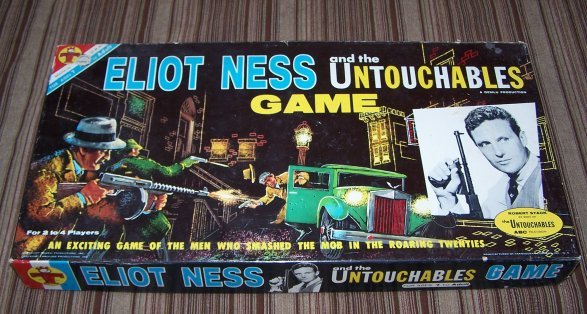 ELIOT NESS and the UNTOUCHABLES
A DESILU PRODUCTION
GAME
For 2 to 4 Players
ROBERT STACK
the
UNTOUCHABLES
ABC
AN EXCITING GAME OF THE MEN WHO SMASHED THE MOB IN THE ROARING TWENTIES
ELIOT NESS and the UNTOUCHABLES GAME